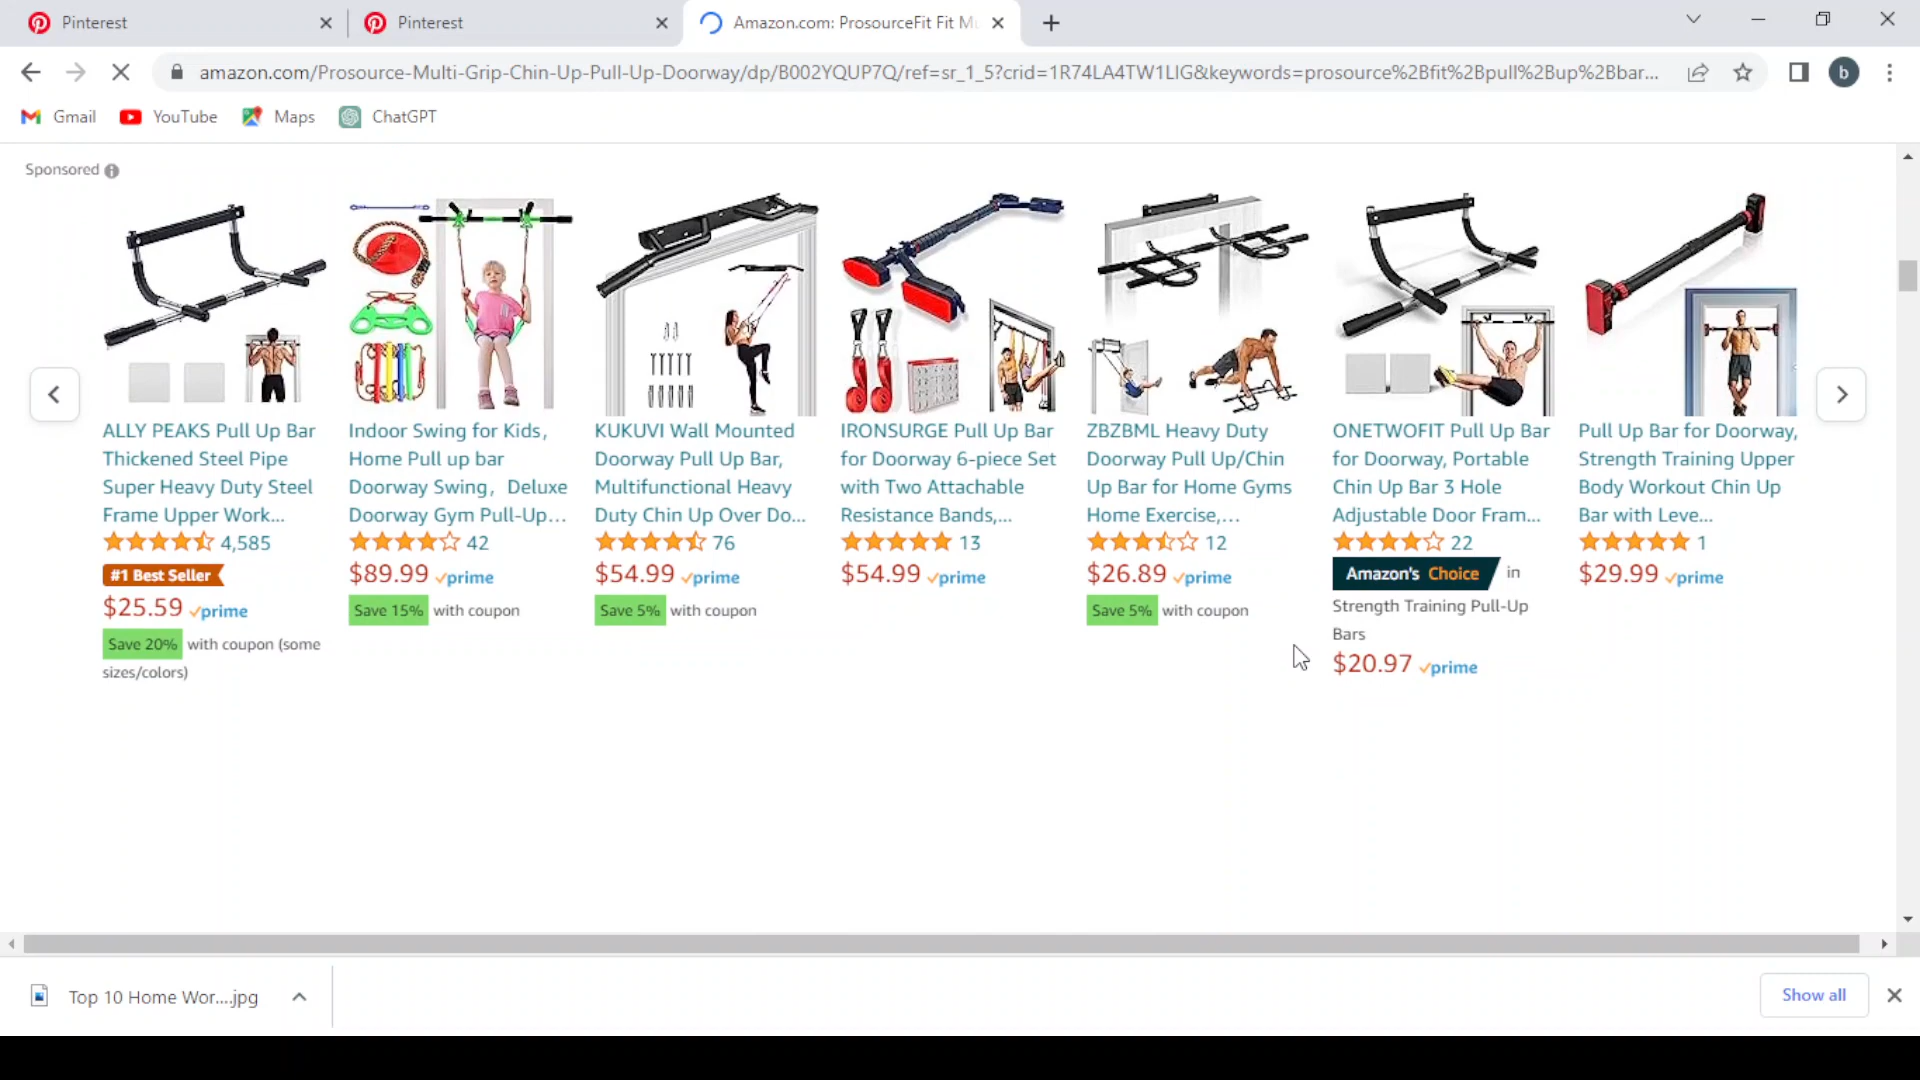 Pinterest
Pinterest
Amazon.com: ProsourceFit Fit Mu
amazon.com/Prosource-Multi-Grip-Chin-Up-Pull-Up-Doorway/dp/B002YQUP7Q/ref=sr_1_5?crid=1R74LA4TW1LIG&keywords=prosource%2Bfit%2Bpull%2Bup%2Bbar...
b
Gmail
YouTube
Maps
ChatGPT
Sponsored
ALLY PEAKS Pull Up Bar
Thickened Steel Pipe
Super Heavy Duty Steel
Frame Upper Work...
4,585
#1 Best Seller
$25.59 prime
Save 20% with coupon (some
sizes/colors)
Indoor Swing for Kids,
Home Pull up bar
Doorway Swing, Deluxe
Doorway Gym Pull-Up...
42
$89.99 prime
Save 15% with coupon
KUKUVI Wall Mounted
Doorway Pull Up Bar,
Multifunctional Heavy
Duty Chin Up Over Do...
76
$54.99 prime
Save 5% with coupon
IRONSURGE Pull Up Bar
for Doorway 6-piece Set
with Two Attachable
Resistance Bands,...
13
$54.99 prime
ZBZBML Heavy Duty
Doorway Pull Up/Chin
Up Bar for Home Gyms
Home Exercise,...
12
$26.89 prime
Save 5% with coupon
ONETWOFIT Pull Up Bar
for Doorway, Portable
Chin Up Bar 3 Hole
Adjustable Door Fram...
22
Amazon's Choice in
Strength Training Pull-Up
Bars
$20.97 prime
Pull Up Bar for Doorway,
Strength Training Upper
Body Workout Chin Up
Bar with Leve...
1
$29.99 prime
Top 10 Home Wor....jpg
Show all